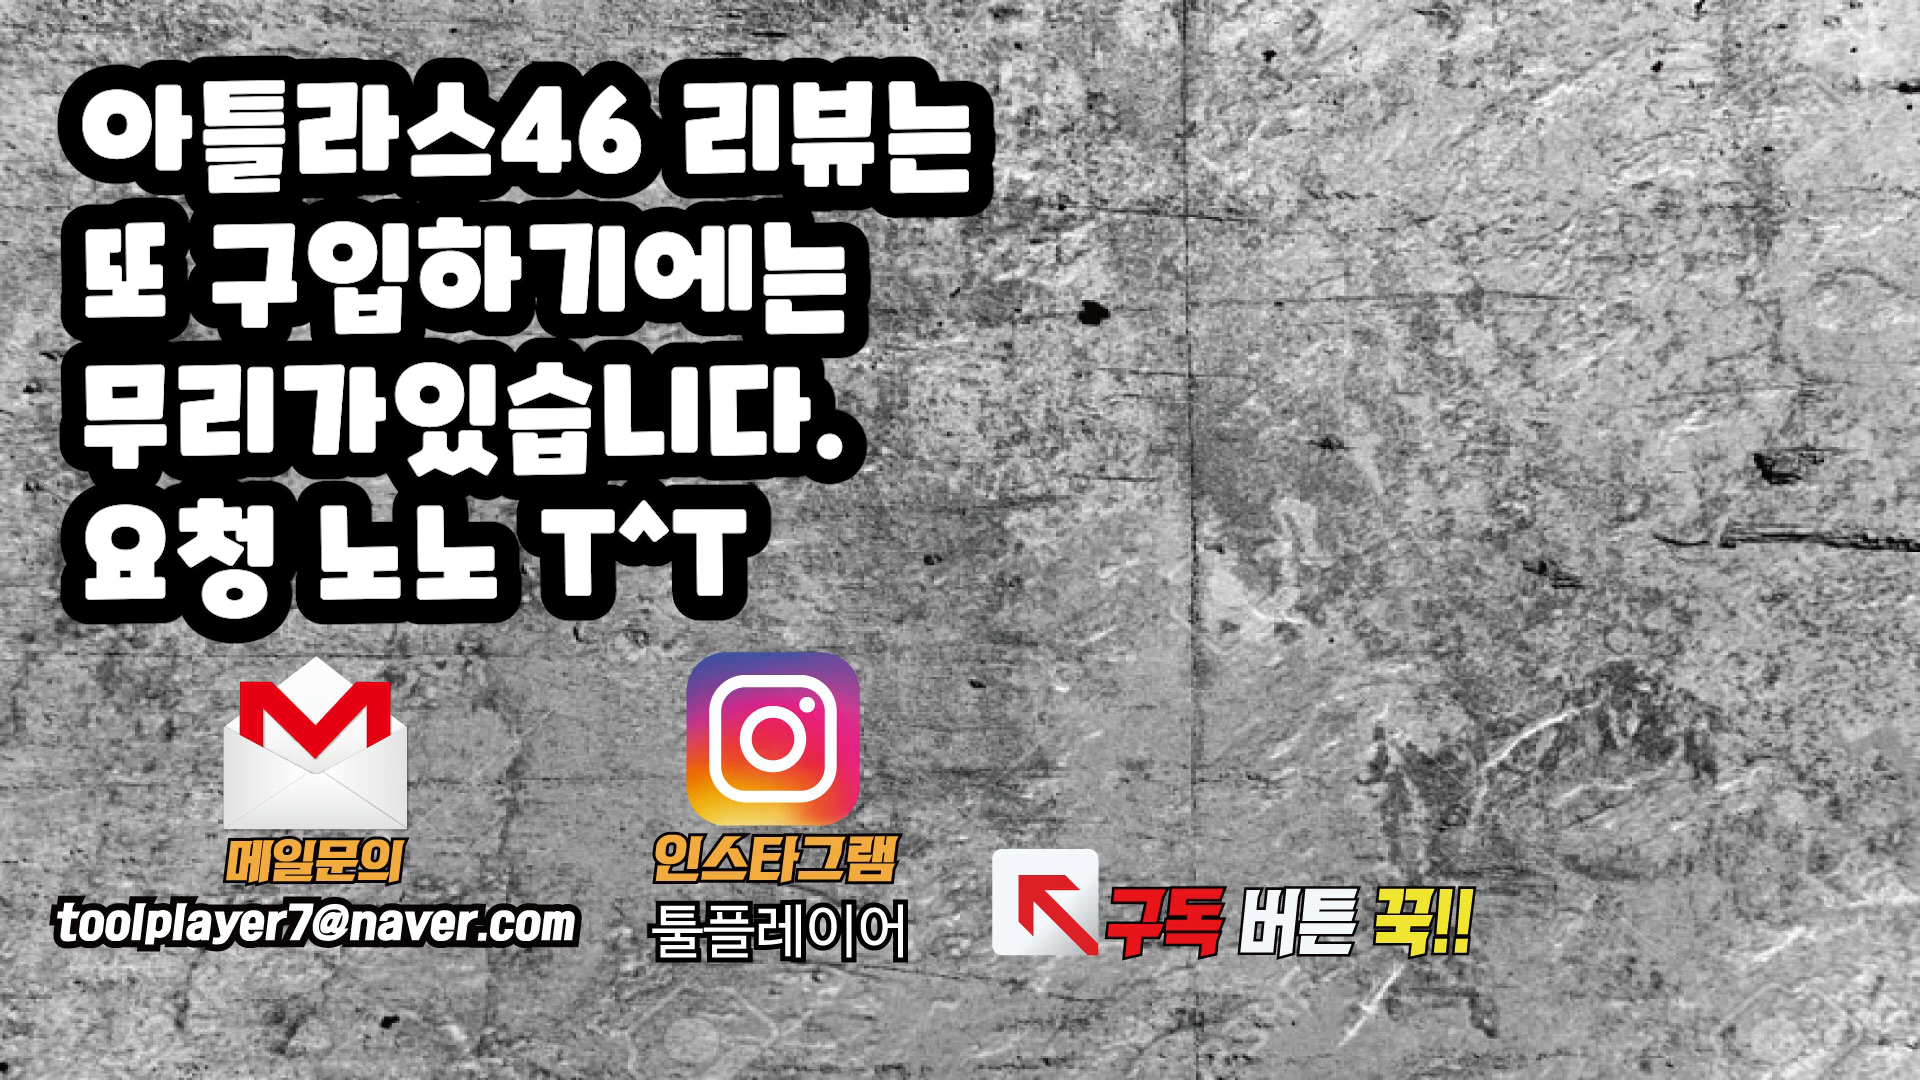 아틀라스46 리뷰는
또 구입하기에는
무리가있습니다.
요청 노노 T^T
메일문의
toolplayer7@naver.com
인스타그램
툴플레이어
구독 버튼 꾹!!